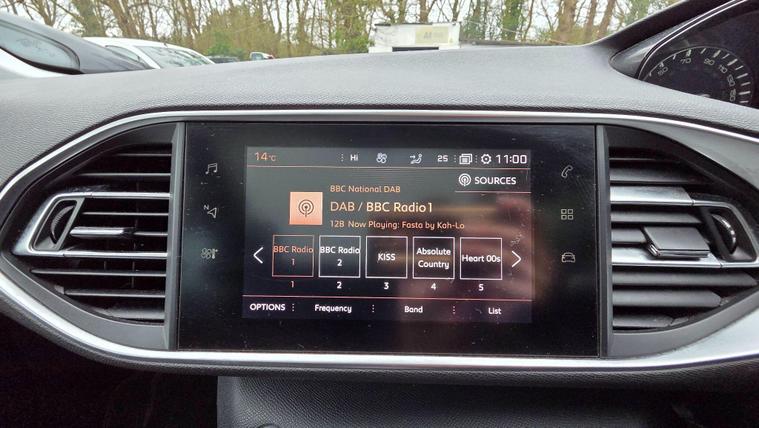 14°C Hi 25 11:00
SOURCES
BBC National DAB
DAB / BBC Radio 1
12B Now Playing: Fasta by Kah-Lo
BBC Radio 1
BBC Radio 2
KISS
Absolute Country
Heart 00s
1 2 3 4 5
OPTIONS Frequency Band List